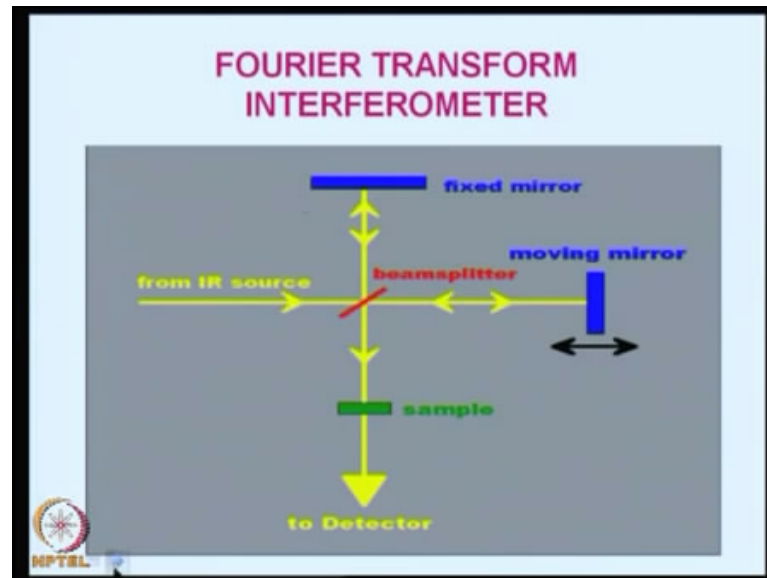 FOURIER TRANSFORM
INTERFEROMETER
fixed mirror
moving mirror
beamsplitter
from IR source
sample
to Detector
NPTEL